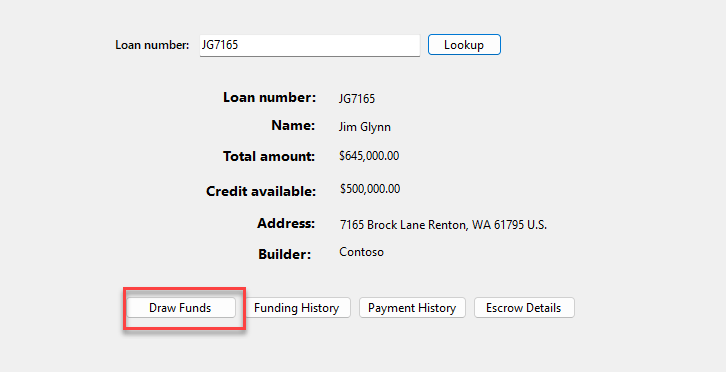 Loan number: JG7165 Lookup
Loan number: JG7165
Name: Jim Glynn
Total amount: $645,000.00
Credit available: $500,000.00
Address: 7165 Brock Lane Renton, WA 61795 U.S.
Builder: Contoso
Draw Funds Funding History Payment History Escrow Details